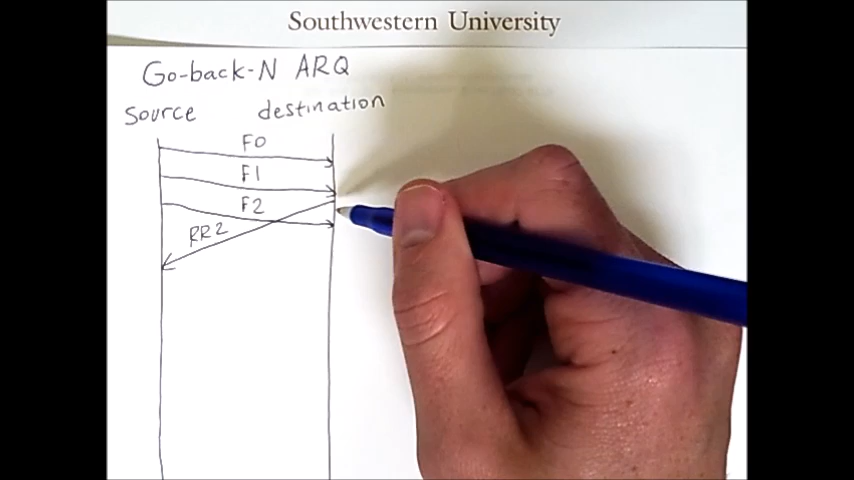 Southwestern University
Go-back-N ARQ
Source destination
F0
F1
F2
RR2